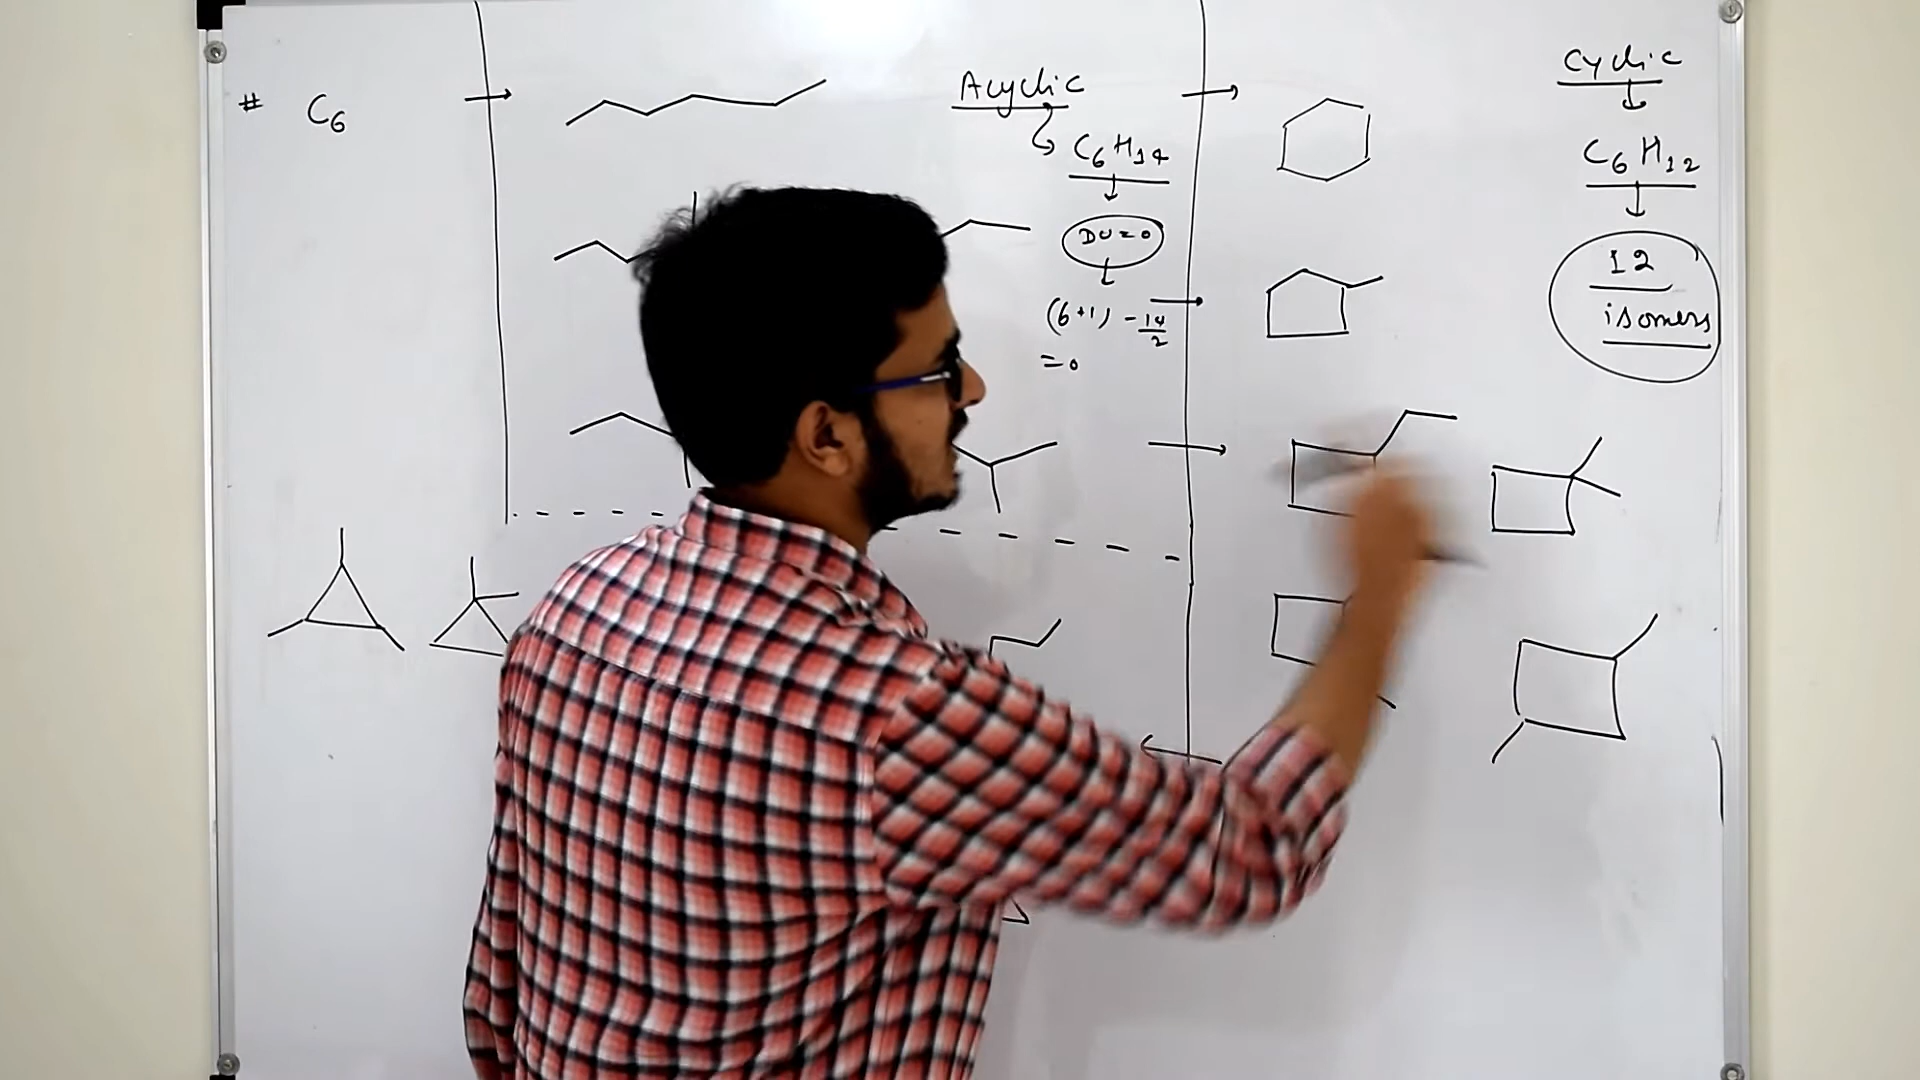 # C6
Acyclic
C6H14
DU = 0
(6+1) - 14/2
= 0
Cyclic
C6H12
12
isomers